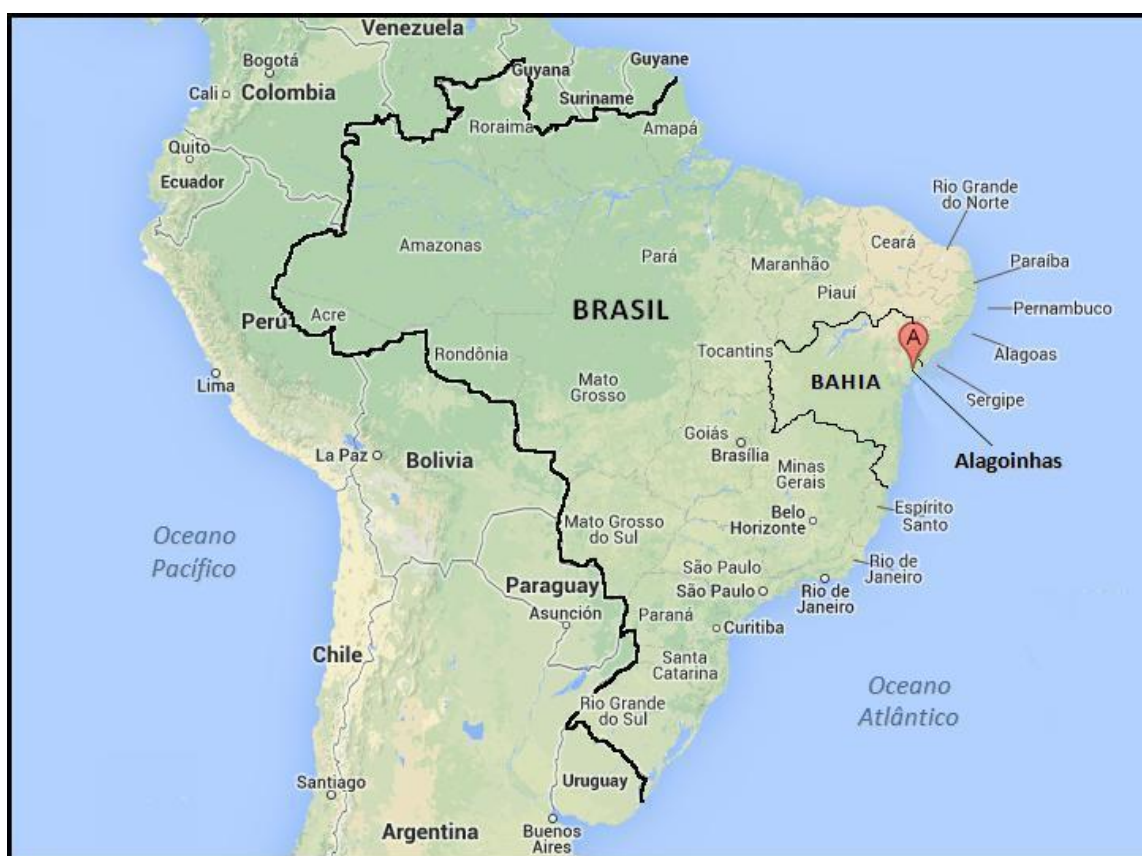 Venezuela
Bogotá
Guyana
Guyane
Cali
Colombia
Suriname
Roraima
Amapá
Quito
Ecuador
Rio Grande
do Norte
Amazonas
Pará
Ceará
Maranhão
Paraíba
Piauí
Perú
Acre
BRASIL
Pernambuco
A
Rondônia
Tocantins
Alagoas
Lima
Mato
Grosso
BAHIA
Sergipe
Goiás
Brasília
La Paz
Bolivia
Alagoinhas
Minas
Gerais
Espírito
Santo
Belo
Horizonte
Mato Grosso
do Sul
Oceano
Pacífico
São Paulo
São Paulo
Rio de
Janeiro
Rio de
Janeiro
Paraguay
Asunción
Paraná
Curitiba
Chile
Santa
Catarina
Oceano
Atlântico
Rio Grande
do Sul
Santiago
Uruguay
Argentina
Buenos
Aires